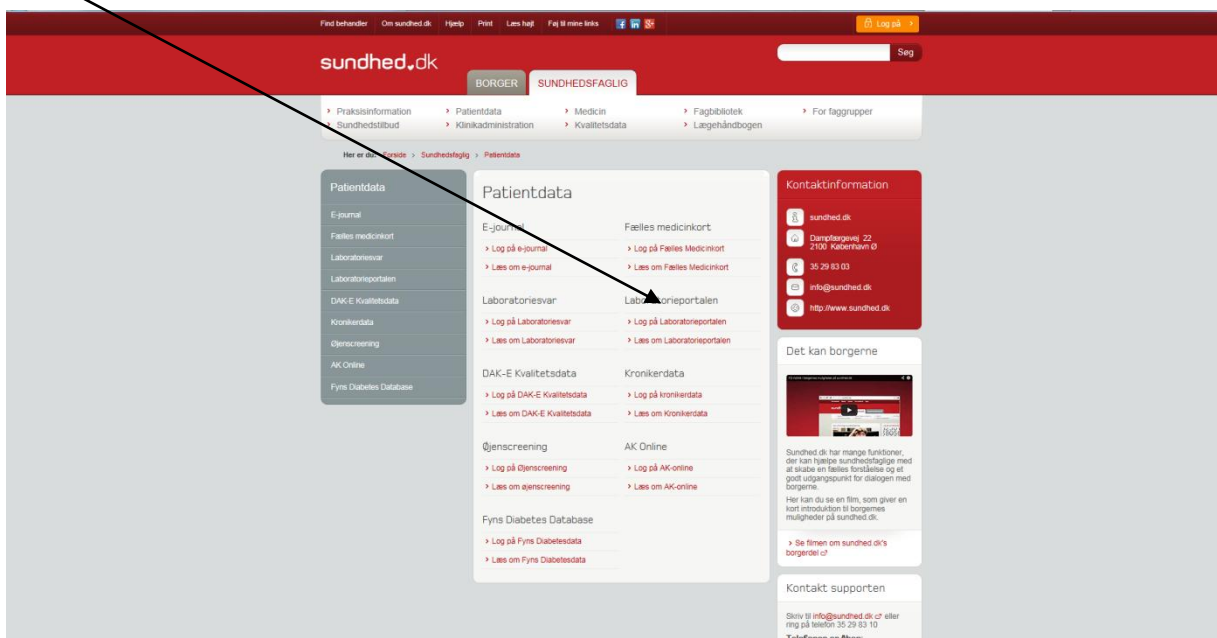 Find behandler Om sundhed.dk Hjælp Print Læs højt Føj til mine links
Log på
sundhed.dk
Søg
BORGER SUNDHEDSFAGLIG
Praksisinformation Patientdata Medicin Fagbibliotek For faggrupper
Sundhedstilbud Klinikadministration Kvalitetsdata Lægehåndbogen
Her er du: Forside > Sundhedsfaglig > Patientdata
Patientdata
E-journal
Fælles medicinkort
Laboratoriesvar
Laboratorieportalen
DAK-E Kvalitetsdata
Kronikerdata
Øjenscreening
AK Online
Fyns Diabetes Database
Patientdata
E-journal
Log på e-journal
Læs om e-journal
Fælles medicinkort
Log på Fælles Medicinkort
Læs om Fælles Medicinkort
Laboratoriesvar
Log på Laboratoriesvar
Læs om Laboratoriesvar
Laboratorieportalen
Log på Laboratorieportalen
Læs om Laboratorieportalen
DAK-E Kvalitetsdata
Log på DAK-E Kvalitetsdata
Læs om DAK-E Kvalitetsdata
Kronikerdata
Log på kronikerdata
Læs om Kronikerdata
Øjenscreening
Log på Øjenscreening
Læs om øjenscreening
AK Online
Log på AK-online
Læs om AK-online
Fyns Diabetes Database
Log på Fyns Diabetesdata
Læs om Fyns Diabetesdata
Kontaktinformation
sundhed.dk
Dampfærgevej 22
2100 København Ø
35 29 83 03
info@sundhed.dk
http://www.sundhed.dk
Det kan borgerne
Sundhed.dk har mange funktioner,
der kan hjælpe sundhedsfaglige med
at skabe en fælles forståelse og et
godt udgangspunkt for dialogen med
borgerne.
Her kan du se en film, som giver en
kort introduktion til borgernes
muligheder på sundhed.dk.
Se filmen om sundhed.dk's
borgerdel
Kontakt supporten
Skriv til info@sundhed.dk eller
ring på telefon 35 29 83 10